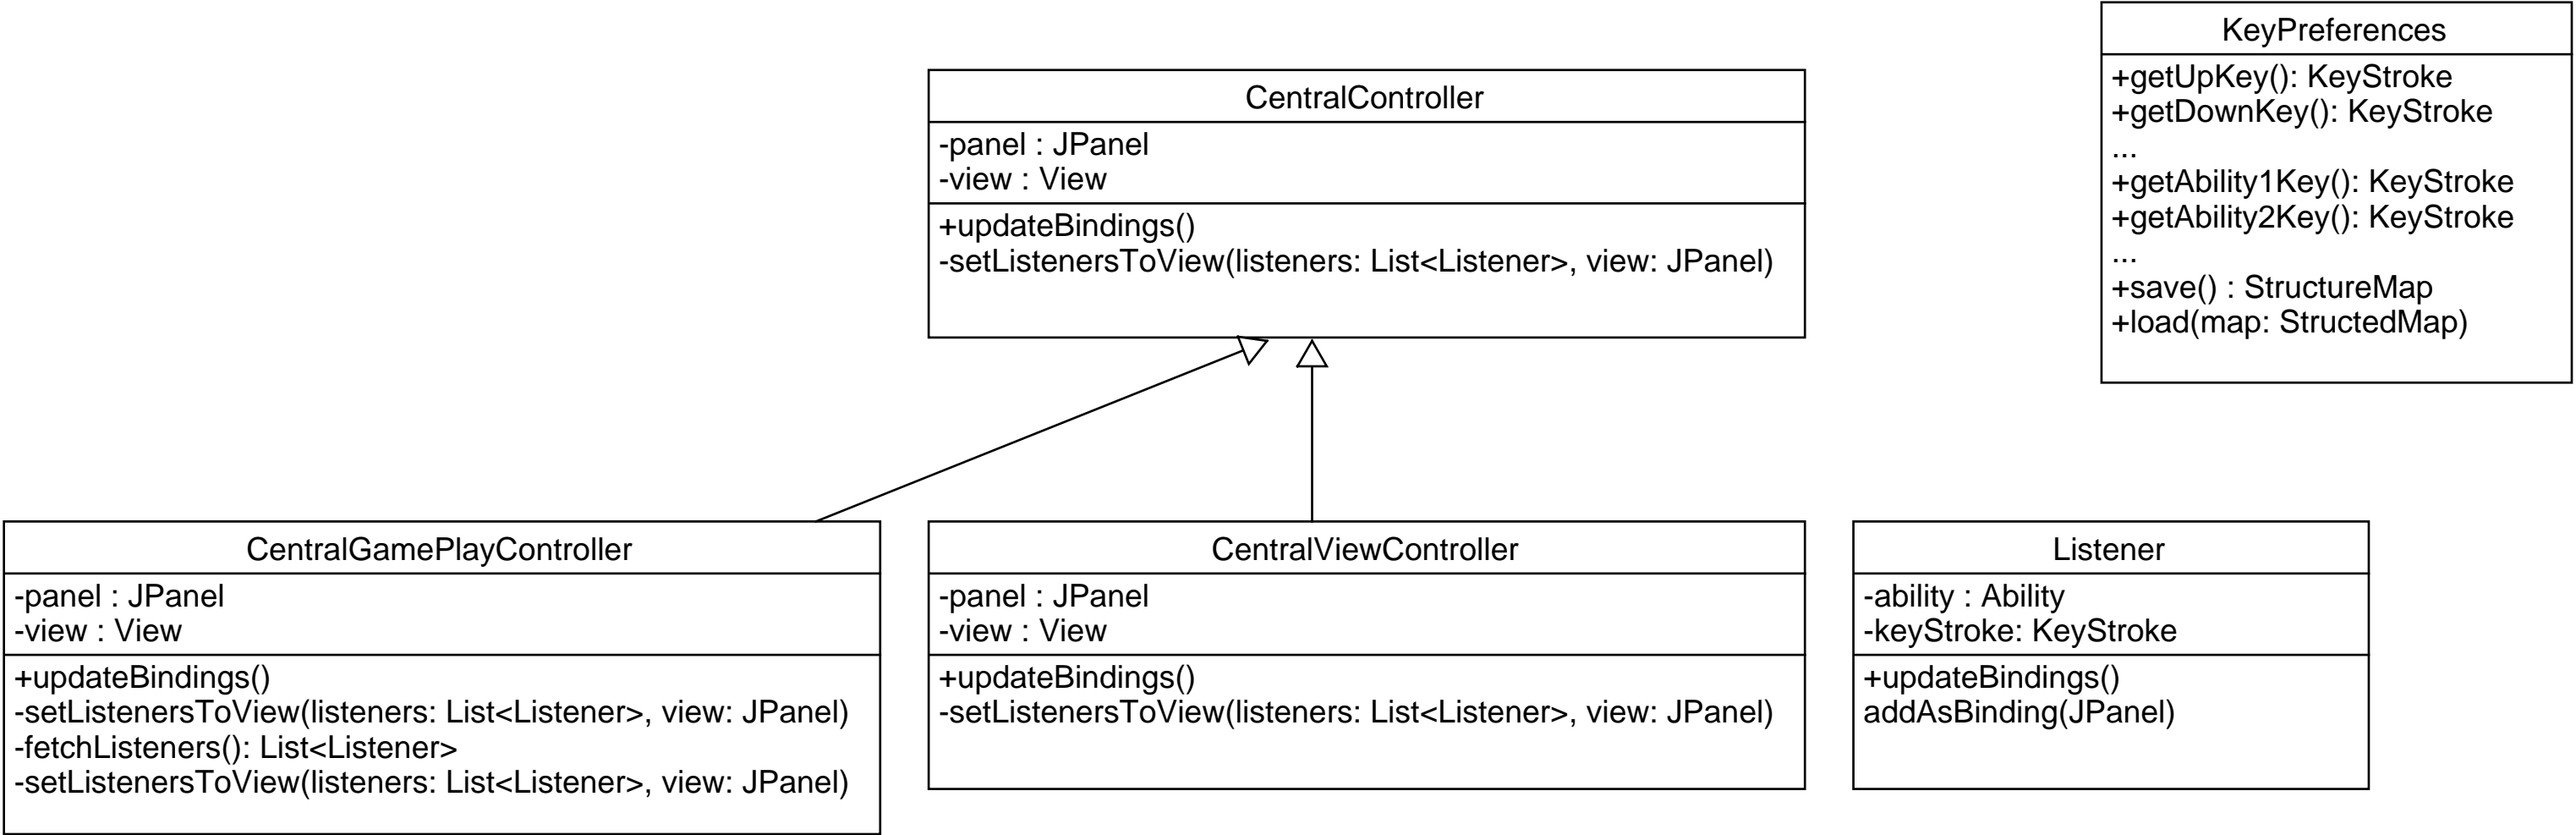 KeyPreferences
+getUpKey(): KeyStroke
+getDownKey(): KeyStroke
...
+getAbility1Key(): KeyStroke
+getAbility2Key(): KeyStroke
...
+save() : StructureMap
+load(map: StructedMap)
CentralController
-panel : JPanel
-view : View
+updateBindings()
-setListenersToView(listeners: List<Listener>, view: JPanel)
CentralGamePlayController
-panel : JPanel
-view : View
+updateBindings()
-setListenersToView(listeners: List<Listener>, view: JPanel)
-fetchListeners(): List<Listener>
-setListenersToView(listeners: List<Listener>, view: JPanel)
CentralViewController
-panel : JPanel
-view : View
+updateBindings()
-setListenersToView(listeners: List<Listener>, view: JPanel)
Listener
-ability : Ability
-keyStroke: KeyStroke
+updateBindings()
addAsBinding(JPanel)